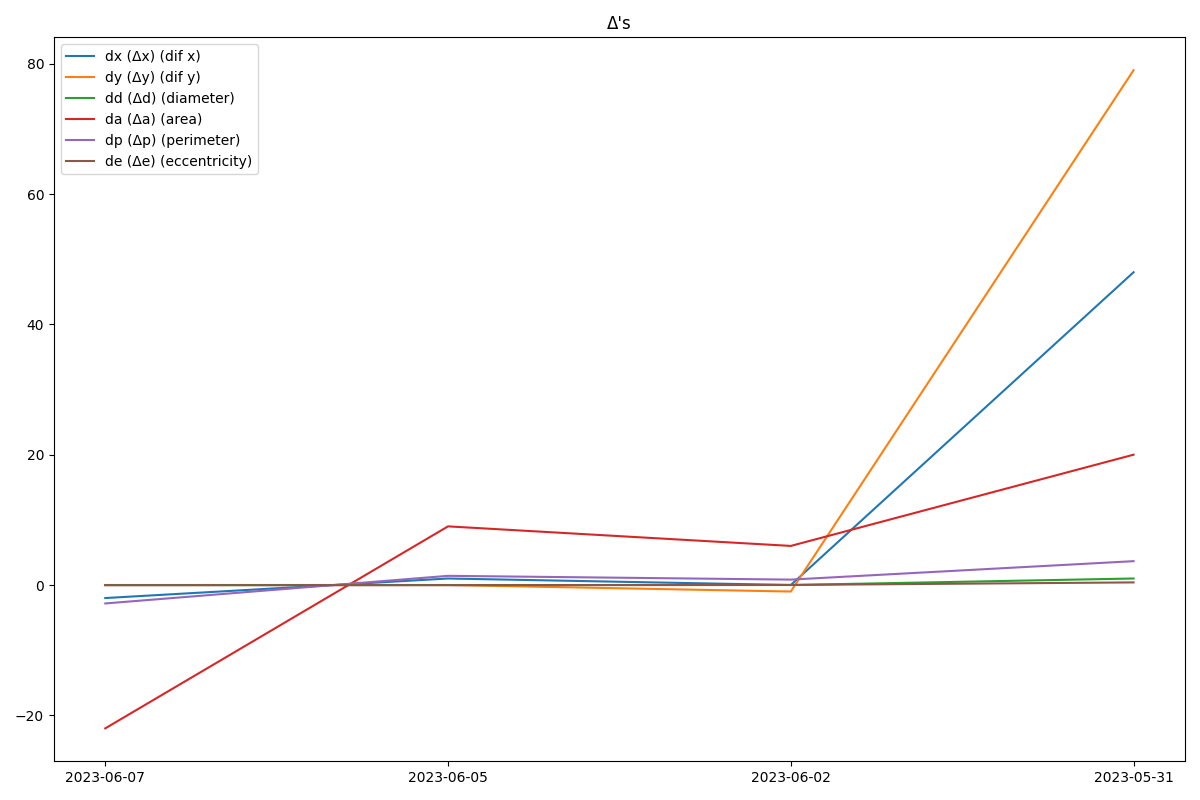 Δ's
dx (Δx) (dif x)
dy (Δy) (dif y)
dd (Δd) (diameter)
da (Δa) (area)
dp (Δp) (perimeter)
de (Δe) (eccentricity)
80
60
40
20
0
−20
2023-06-07 2023-06-05 2023-06-02 2023-05-31